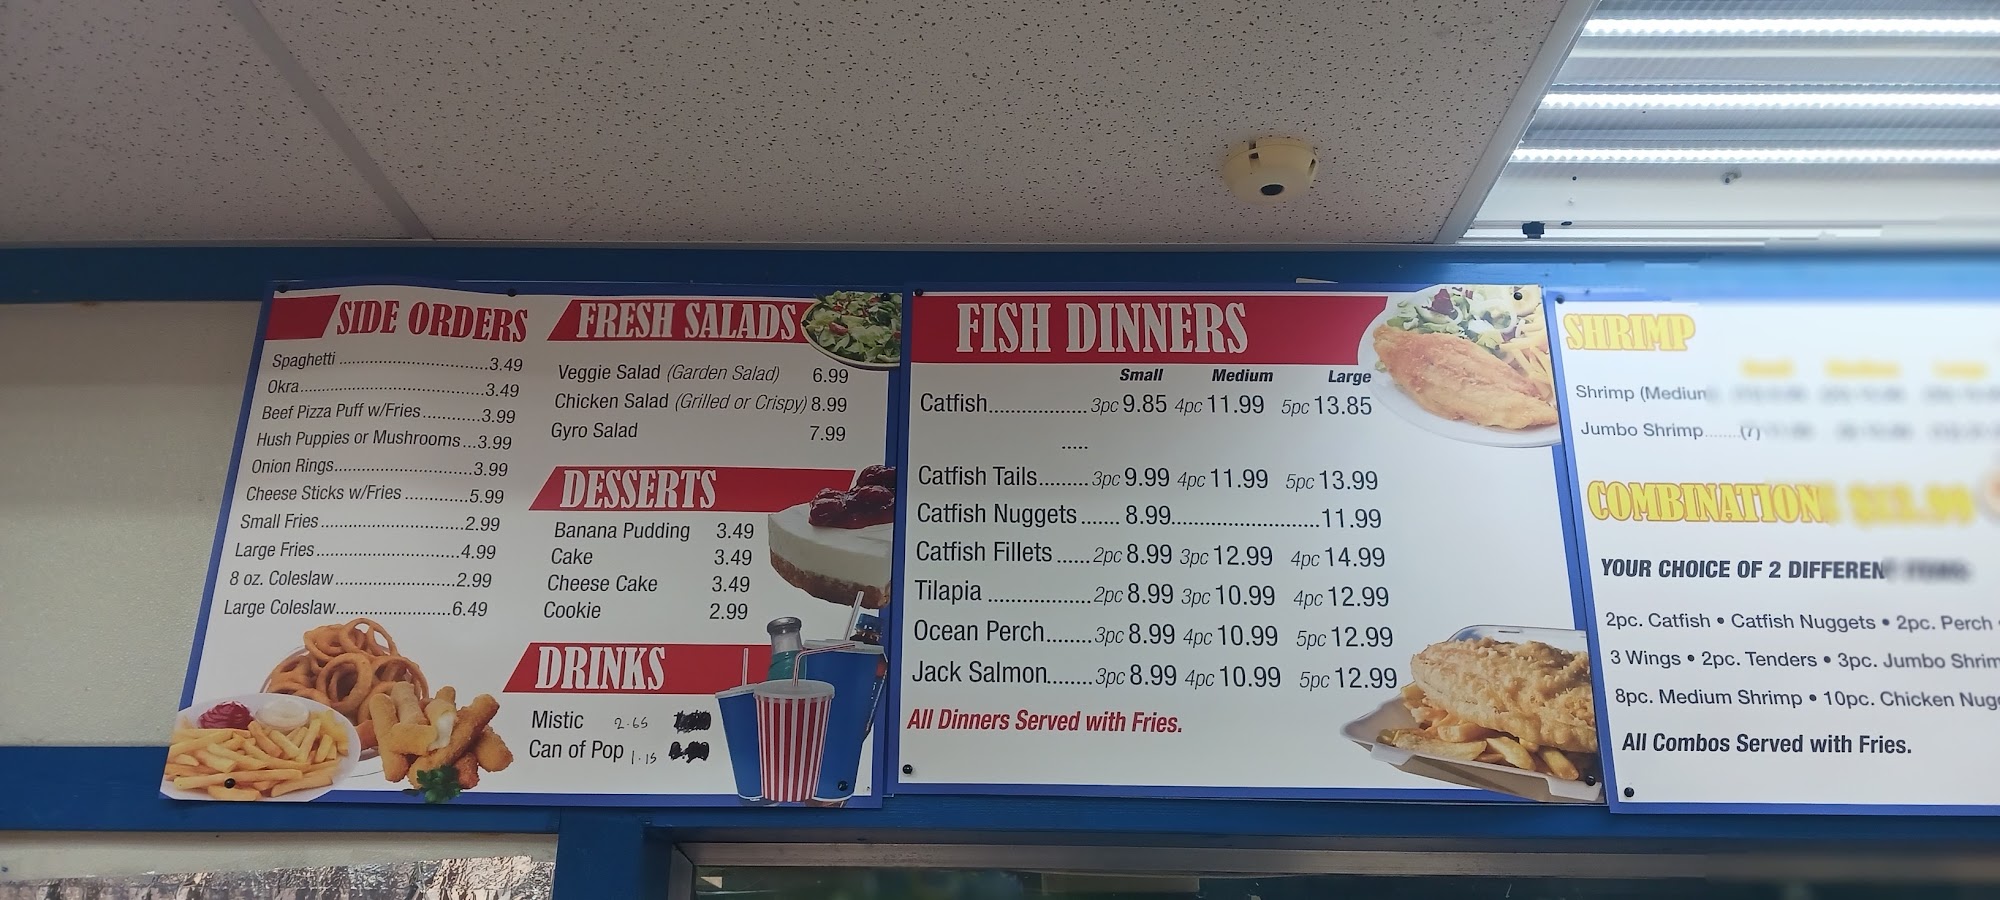 SIDE ORDERS
Spaghetti ..................................3.49
Okra..........................................3.49
Beef Pizza Puff w/Fries..............3.99
Hush Puppies or Mushrooms...3.99
Onion Rings................................3.99
Cheese Sticks w/Fries ..............5.99
Small Fries.................................2.99
Large Fries.................................4.99
8 oz. Coleslaw...........................2.99
Large Coleslaw..........................6.49
FRESH SALADS
Veggie Salad (Garden Salad) 6.99
Chicken Salad (Grilled or Crispy) 8.99
Gyro Salad 7.99
DESSERTS
Banana Pudding 3.49
Cake 3.49
Cheese Cake 3.49
Cookie 2.99
DRINKS
Mistic 2.65
Can of Pop 1.15
FISH DINNERS
Small Medium Large
Catfish...............3pc 9.85 4pc 11.99 5pc 13.85
.....
Catfish Tails.........3pc 9.99 4pc 11.99 5pc 13.99
Catfish Nuggets....... 8.99.......................11.99
Catfish Fillets ......2pc 8.99 3pc 12.99 4pc 14.99
Tilapia ..................2pc 8.99 3pc 10.99 4pc 12.99
Ocean Perch........3pc 8.99 4pc 10.99 5pc 12.99
Jack Salmon........3pc 8.99 4pc 10.99 5pc 12.99
All Dinners Served with Fries.
SHRIMP
Shrimp (Medium
Jumbo Shrimp........(7)
COMBINATIONS $13.99
YOUR CHOICE OF 2 DIFFERENT ITEMS
2pc. Catfish • Catfish Nuggets • 2pc. Perch
3 Wings • 2pc. Tenders • 3pc. Jumbo Shrim
8pc. Medium Shrimp • 10pc. Chicken Nugg
All Combos Served with Fries.